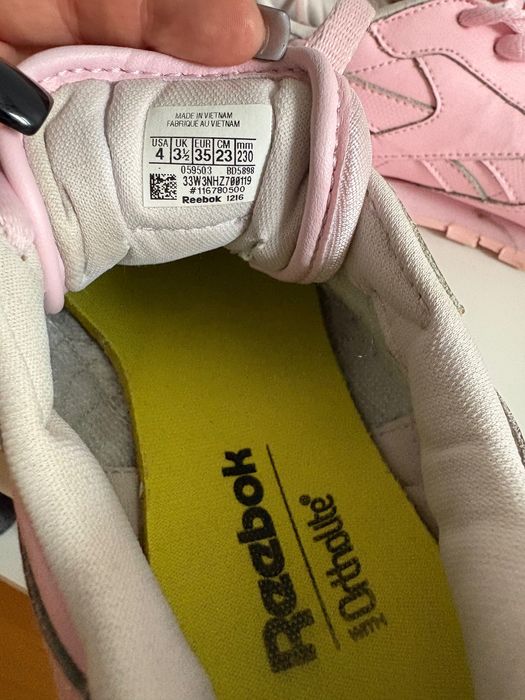 MADE IN VIETNAM
FABRIQUÉ AU VIETNAM
USA UK EUR CM mm
4 3½ 35 23 230
059503 BD5898
33W3NHZ700119
#116780500
Reebok 1216
Reebok
WITH Ortholite®